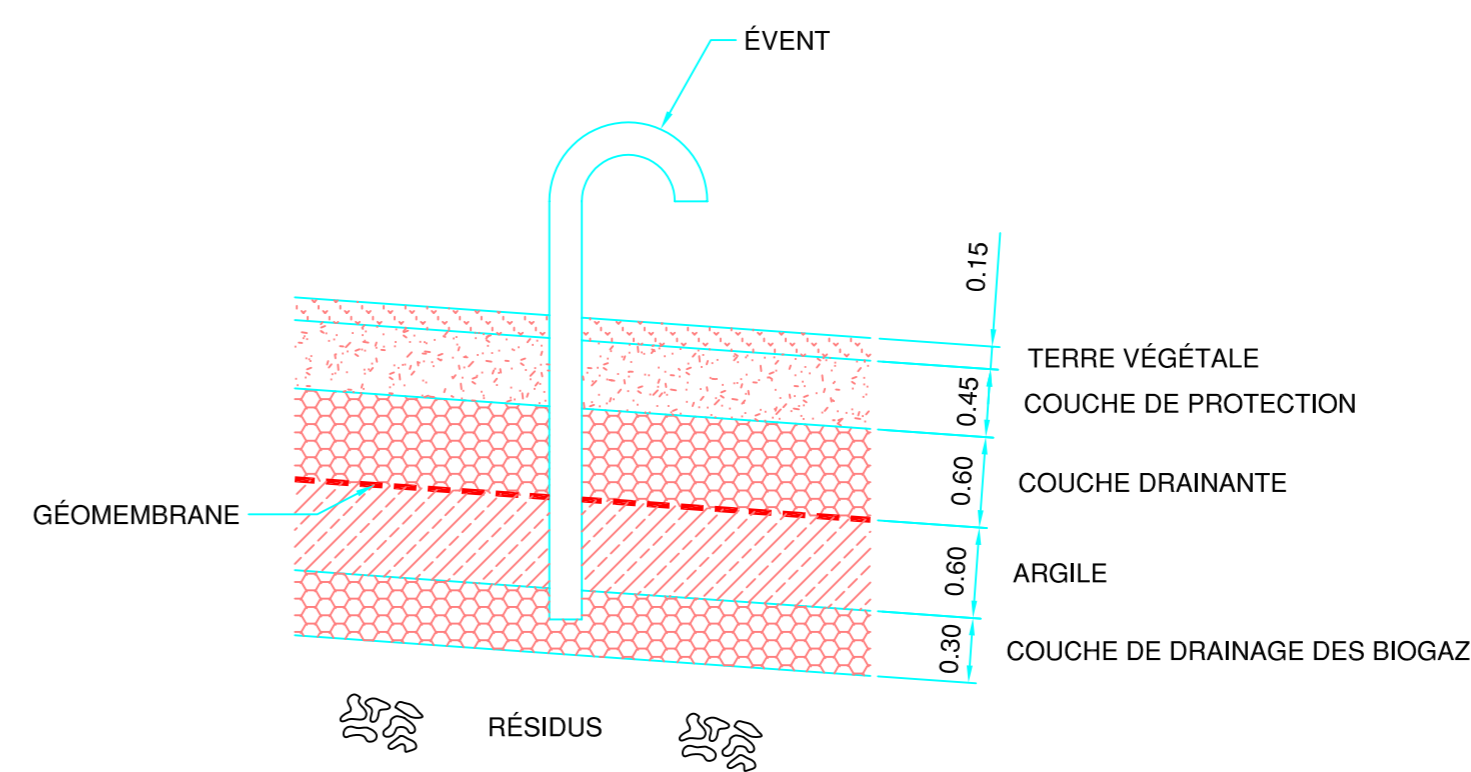 ÉVENT
0.15
TERRE VÉGÉTALE
0.45
COUCHE DE PROTECTION
0.60
COUCHE DRAINANTE
GÉOMEMBRANE
0.60
ARGILE
0.30
COUCHE DE DRAINAGE DES BIOGAZ
RÉSIDUS